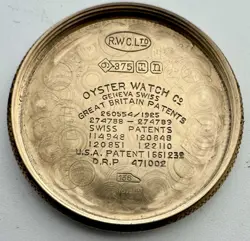 R.W.C.LTD
.375
OYSTER WATCH Co
GENEVA SWISS
GREAT BRITAIN PATENTS
260554/1925
274788 - 274789
SWISS PATENTS
114948 120848
120851 122110
U.S.A. PATENT 1661232
D.R.P 471002